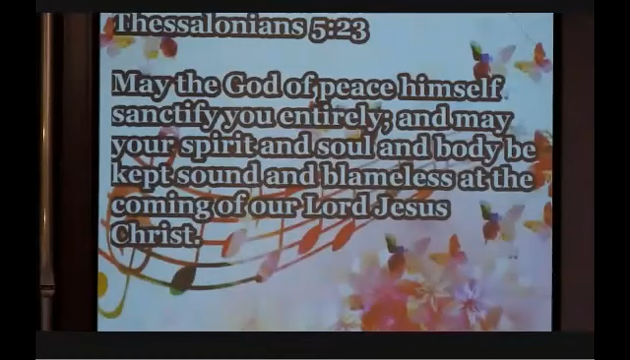 Thessalonians 5:23
May the God of peace himself
sanctify you entirely; and may
your spirit and soul and body be
kept sound and blameless at the
coming of our Lord Jesus
Christ.